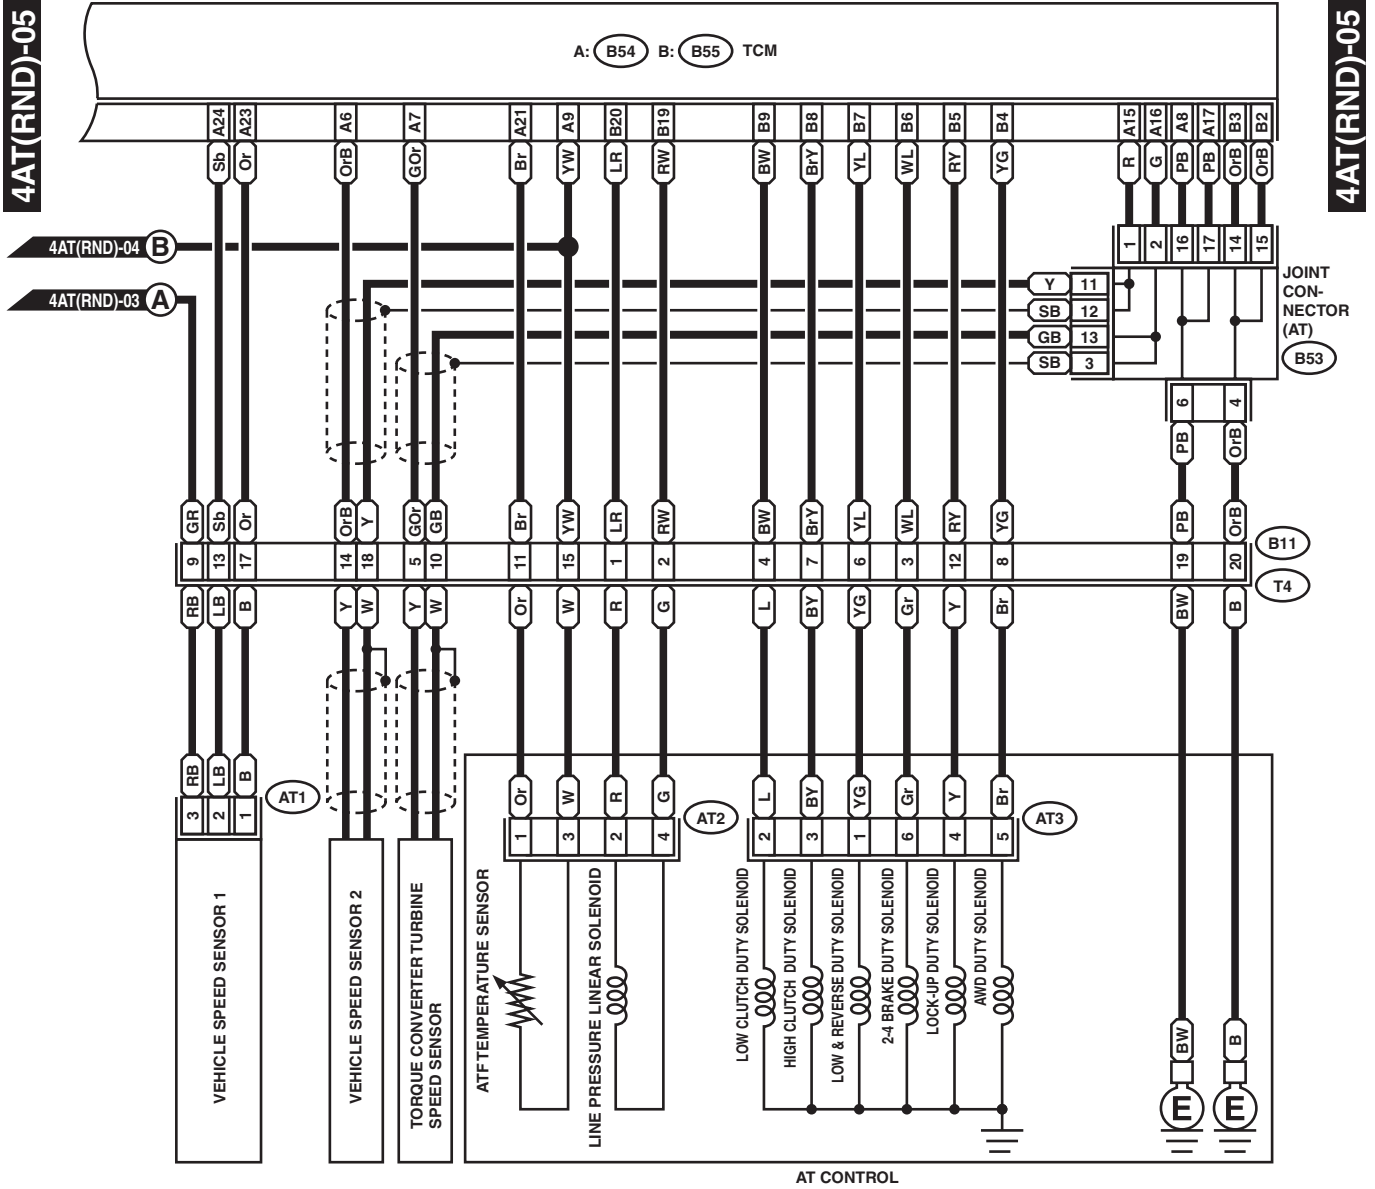 4AT(RND)-05
4AT(RND)-05
A: B54 B: B55 TCM
A24 A23 A6 A7 A21 A9 B20 B19 B9 B8 B7 B6 B5 B4 A15 A16 A8 A17 B3 B2
Sb Or OrB GOr Br YW LR RW BW BrY YL WL RY YG R G PB PB OrB OrB
4AT(RND)-04 B
1 2 16 17 14 15
4AT(RND)-03 A
Y 11
SB 12
GB 13
SB 3
JOINT
CON-
NECTOR
(AT)
B53
6 4
PB OrB
GR Sb Or OrB Y GOr GB Br YW LR RW BW BrY YL WL RY YG PB OrB
B11
9 13 17 14 18 5 10 11 15 1 2 4 7 6 3 12 8 19 20
T4
RB LB B Y W Y W Or W R G L BY YG Gr Y Br BW B
RB LB B
AT1
3 2 1
Or W R G
AT2
1 3 2 4
L BY YG Gr Y Br
AT3
2 3 1 6 4 5
VEHICLE SPEED SENSOR 1
VEHICLE SPEED SENSOR 2
TORQUE CONVERTER TURBINE
SPEED SENSOR
ATF TEMPERATURE SENSOR
LINE PRESSURE LINEAR SOLENOID
LOW CLUTCH DUTY SOLENOID
HIGH CLUTCH DUTY SOLENOID
LOW & REVERSE DUTY SOLENOID
2-4 BRAKE DUTY SOLENOID
LOCK-UP DUTY SOLENOID
AWD DUTY SOLENOID
BW B
E E
AT CONTROL